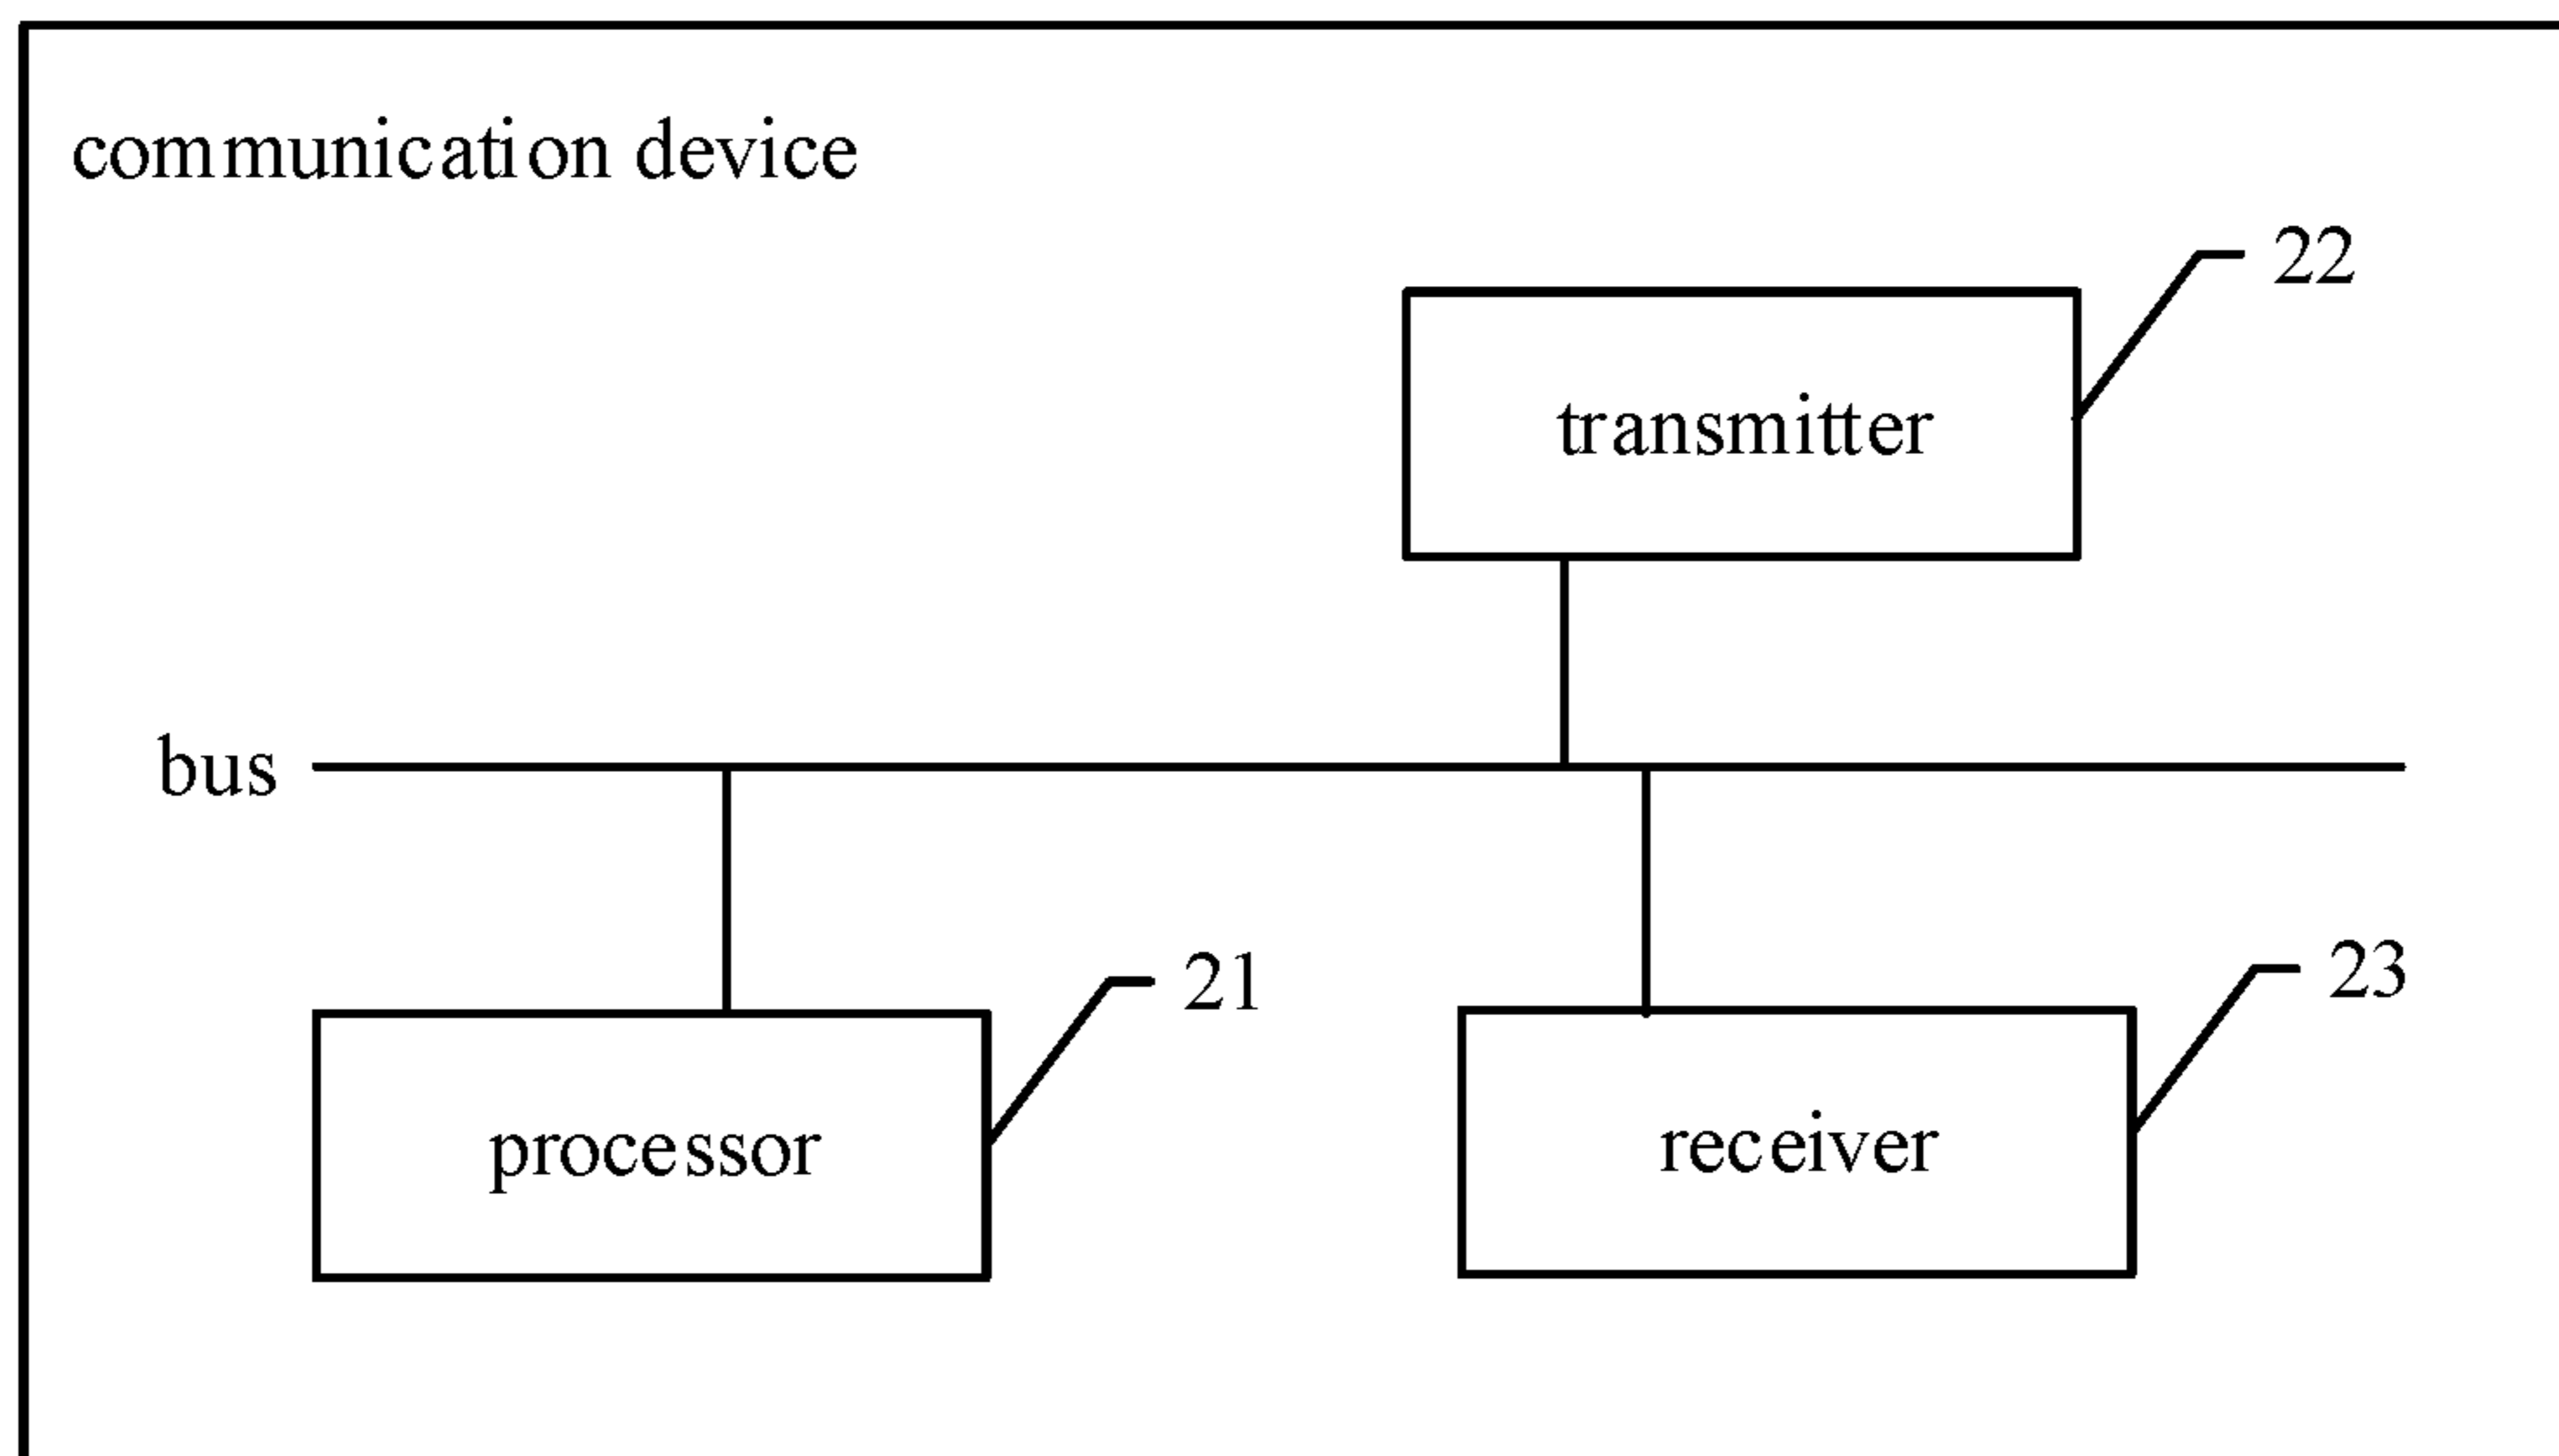 communication device
22
transmitter
bus
21
23
processor
receiver